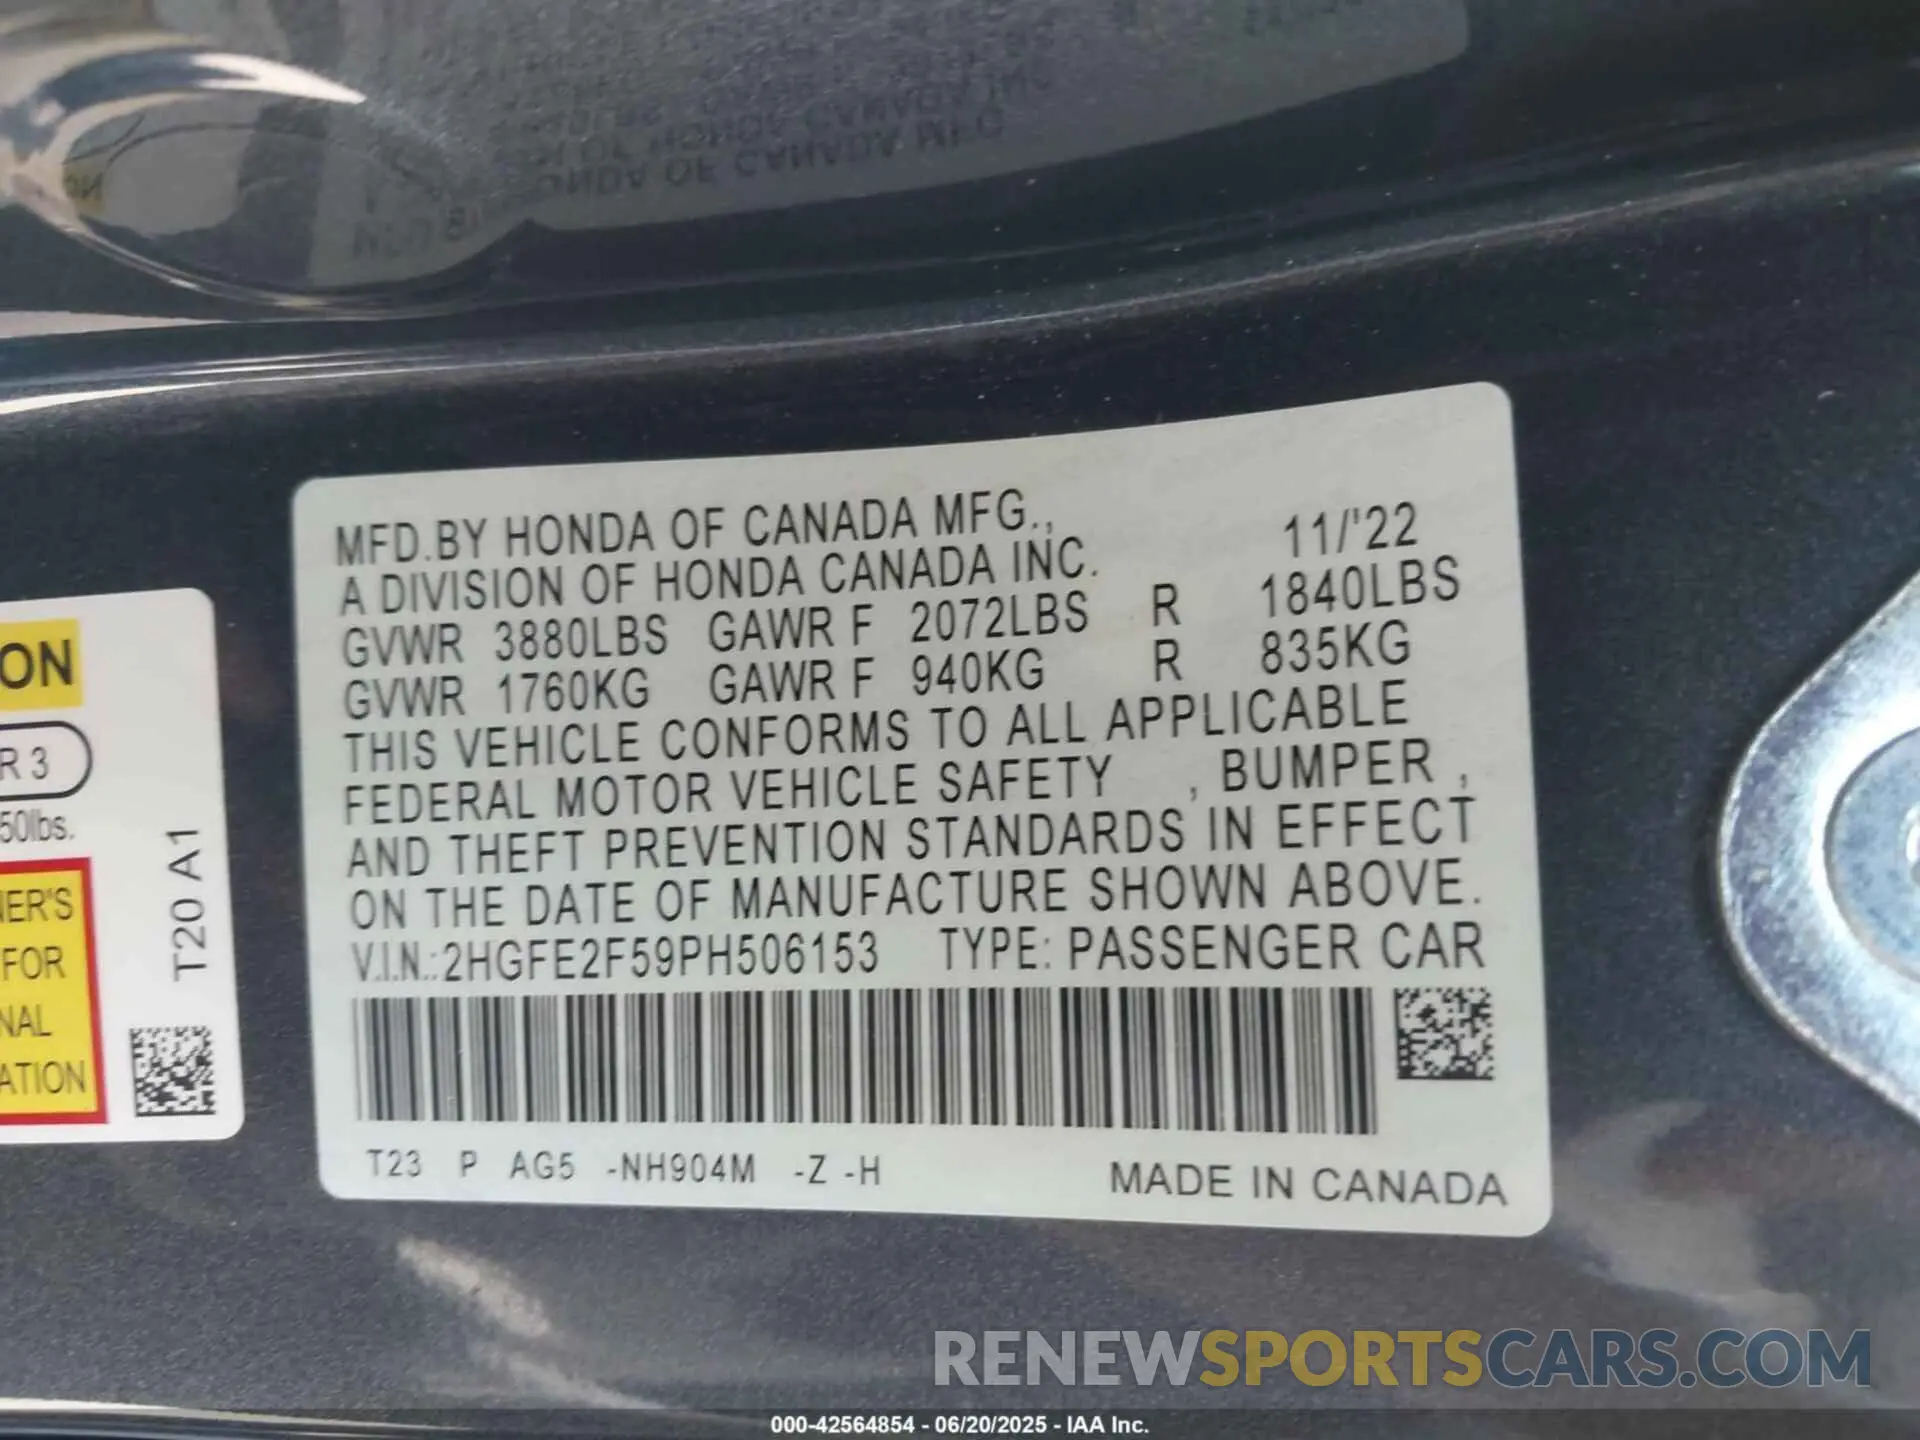 MFD.BY HONDA OF CANADA MFG.,
A DIVISION OF HONDA CANADA INC. 11/'22
GVWR 3880LBS GAWR F 2072LBS R 1840LBS
GVWR 1760KG GAWR F 940KG R 835KG
THIS VEHICLE CONFORMS TO ALL APPLICABLE
FEDERAL MOTOR VEHICLE SAFETY , BUMPER ,
AND THEFT PREVENTION STANDARDS IN EFFECT
ON THE DATE OF MANUFACTURE SHOWN ABOVE.
V.I.N.:2HGFE2F59PH506153 TYPE: PASSENGER CAR
T23 P AG5 -NH904M -Z -H MADE IN CANADA
ON
R 3
50lbs.
NER'S
FOR
NAL
ATION
T20 A1
RENEWSPORTSCARS.COM
000-42564854 - 06/20/2025 - IAA Inc.